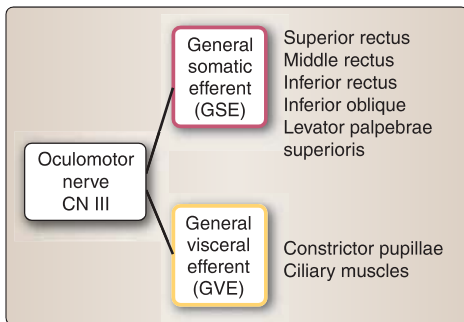 Oculomotor
nerve
CN III
General
somatic
efferent
(GSE)
Superior rectus
Middle rectus
Inferior rectus
Inferior oblique
Levator palpebrae
superioris
General
visceral
efferent
(GVE)
Constrictor pupillae
Ciliary muscles